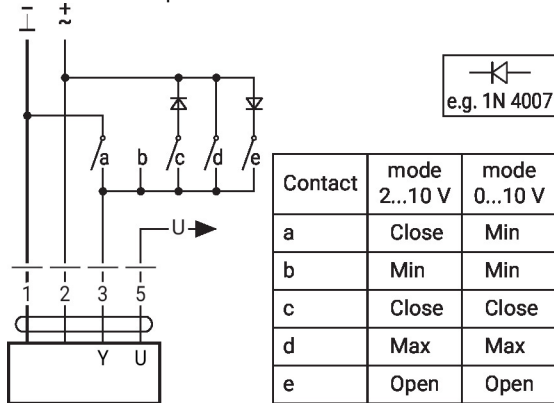 − +
⊥ ~
e.g. 1N 4007
a b c d e
U
1 2 3 5
Y U
Contact mode 2...10 V mode 0...10 V
a Close Min
b Min Min
c Close Close
d Max Max
e Open Open